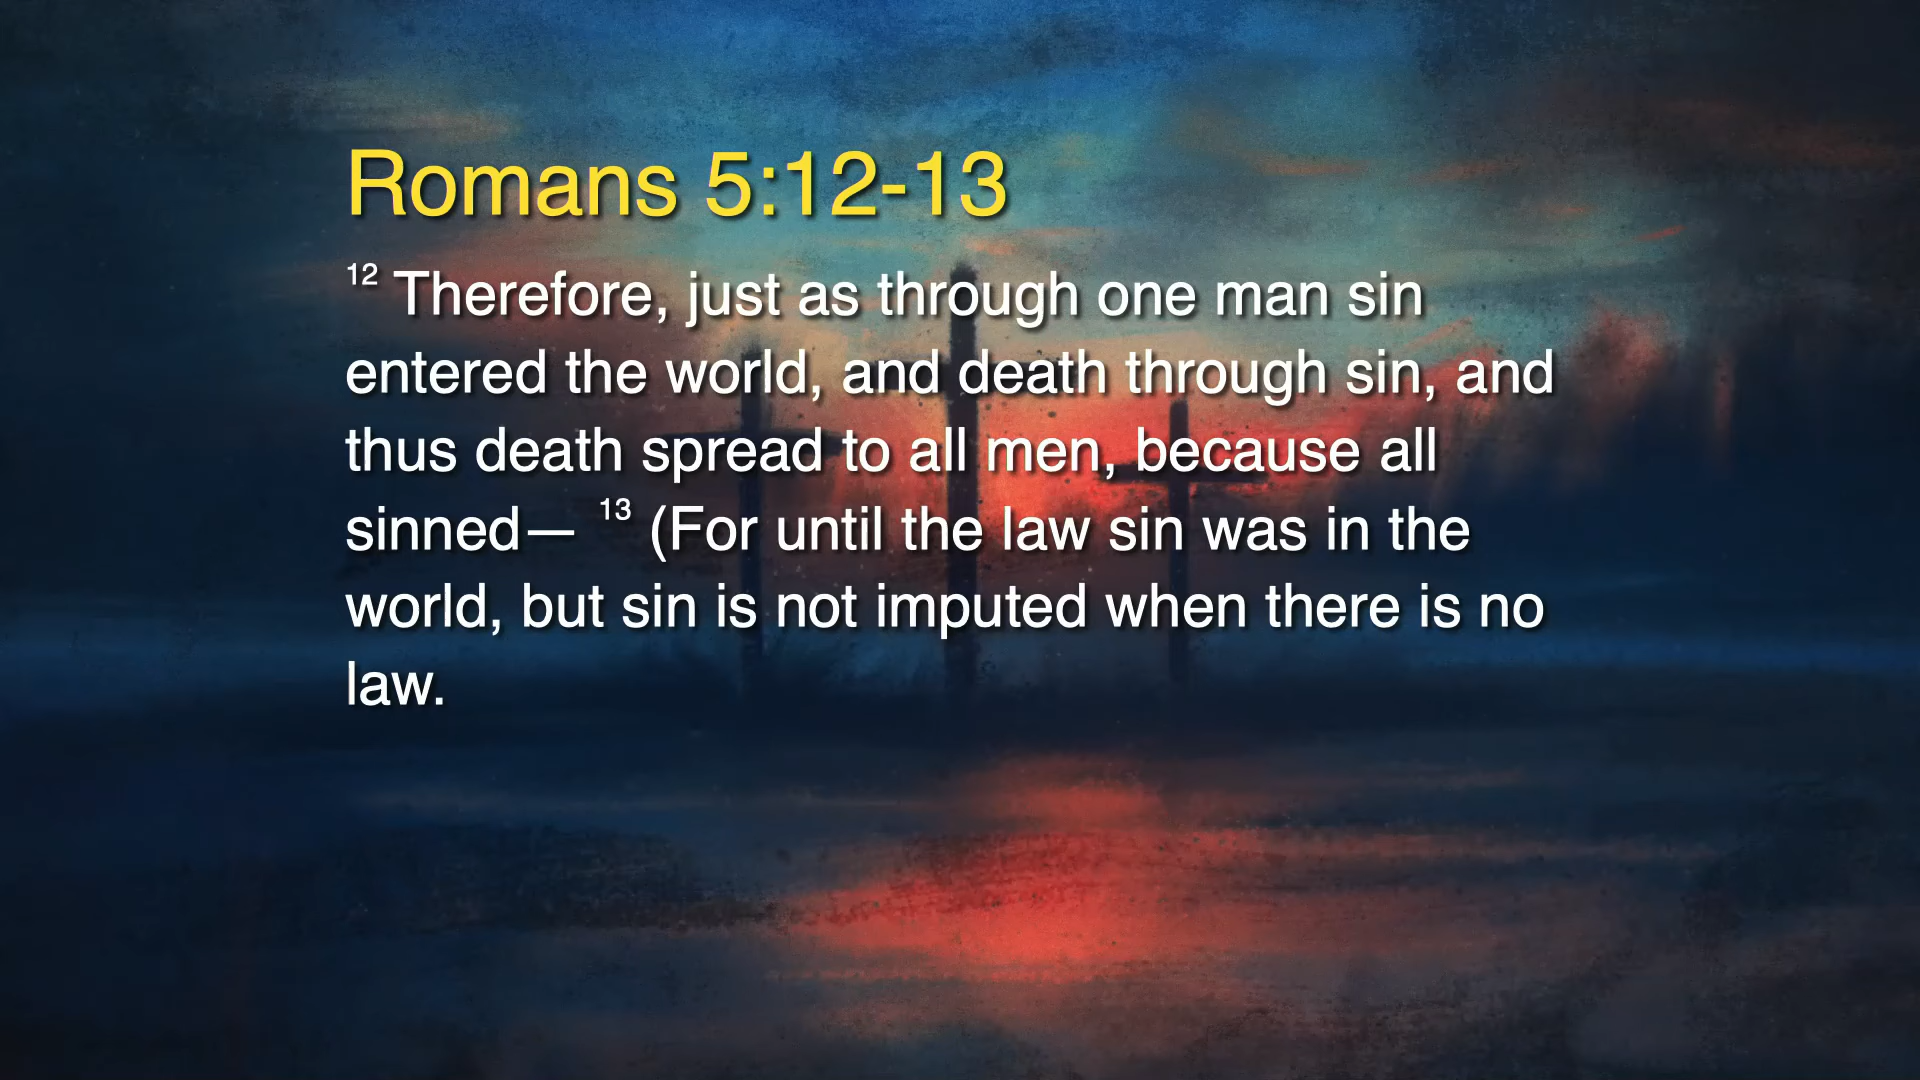 Romans 5:12-13
12 Therefore, just as through one man sin
entered the world, and death through sin, and
thus death spread to all men, because all
sinned— 13 (For until the law sin was in the
world, but sin is not imputed when there is no
law.